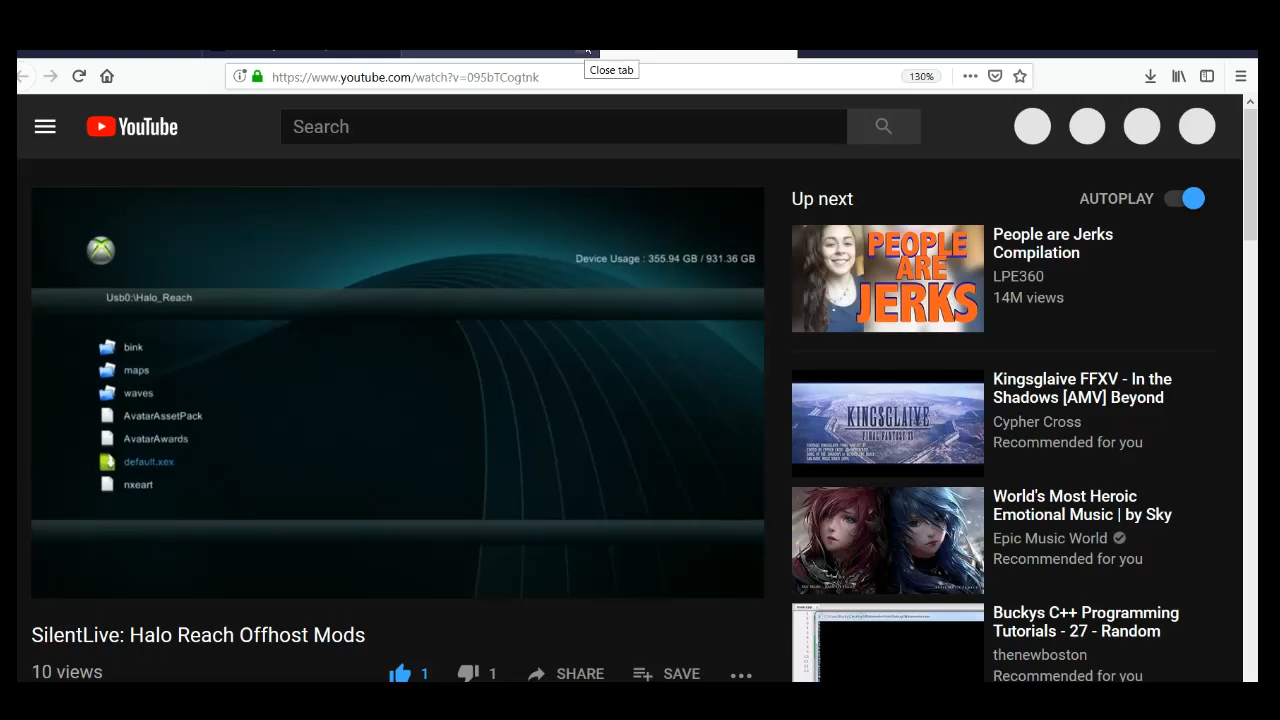 Close tab
https://www.youtube.com/watch?v=095bTCogtnk
130%
YouTube
Search
Device Usage : 355.94 GB / 931.36 GB
Usb0:\Halo_Reach
bink
maps
waves
AvatarAssetPack
AvatarAwards
default.xex
nxeart
SilentLive: Halo Reach Offhost Mods
10 views
1
1
SHARE
SAVE
Up next
AUTOPLAY
PEOPLE
ARE
JERKS
People are Jerks
Compilation
LPE360
14M views
KINGSGLAIVE
FINAL FANTASY XV
Kingsglaive FFXV - In the
Shadows [AMV] Beyond
Cypher Cross
Recommended for you
World's Most Heroic
Emotional Music | by Sky
Epic Music World
Recommended for you
Buckys C++ Programming
Tutorials - 27 - Random
thenewboston
Recommended for you